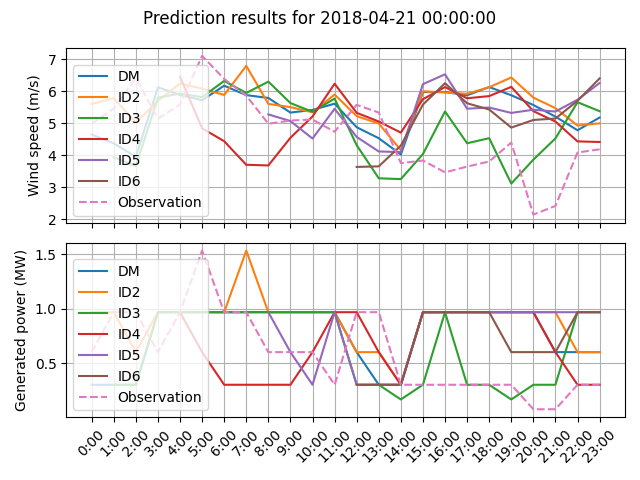 Prediction results for 2018-04-21 00:00:00
Wind speed (m/s)
7
6
5
4
3
2
DM
ID2
ID3
ID4
ID5
ID6
Observation
Generated power (MW)
1.5
1.0
0.5
DM
ID2
ID3
ID4
ID5
ID6
Observation
0:00 1:00 2:00 3:00 4:00 5:00 6:00 7:00 8:00 9:00 10:00 11:00 12:00 13:00 14:00 15:00 16:00 17:00 18:00 19:00 20:00 21:00 22:00 23:00